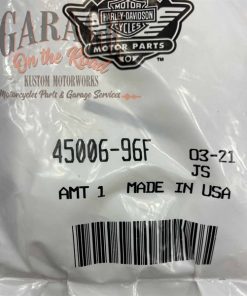 GARAGE
On the Road
KUSTOM MOTORWORKS
Motorcycles Parts & Garage Services
MOTOR
HARLEY-DAVIDSON
CYCLES
MOTOR PARTS
45006-96F
03-21
JS
AMT 1 MADE IN USA